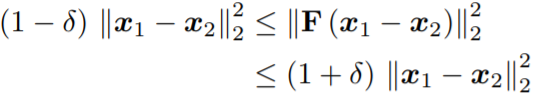 (1 − δ) ‖𝒙₁ − 𝒙₂‖₂² ≤ ‖𝐅 (𝒙₁ − 𝒙₂)‖₂²
≤ (1 + δ) ‖𝒙₁ − 𝒙₂‖₂²